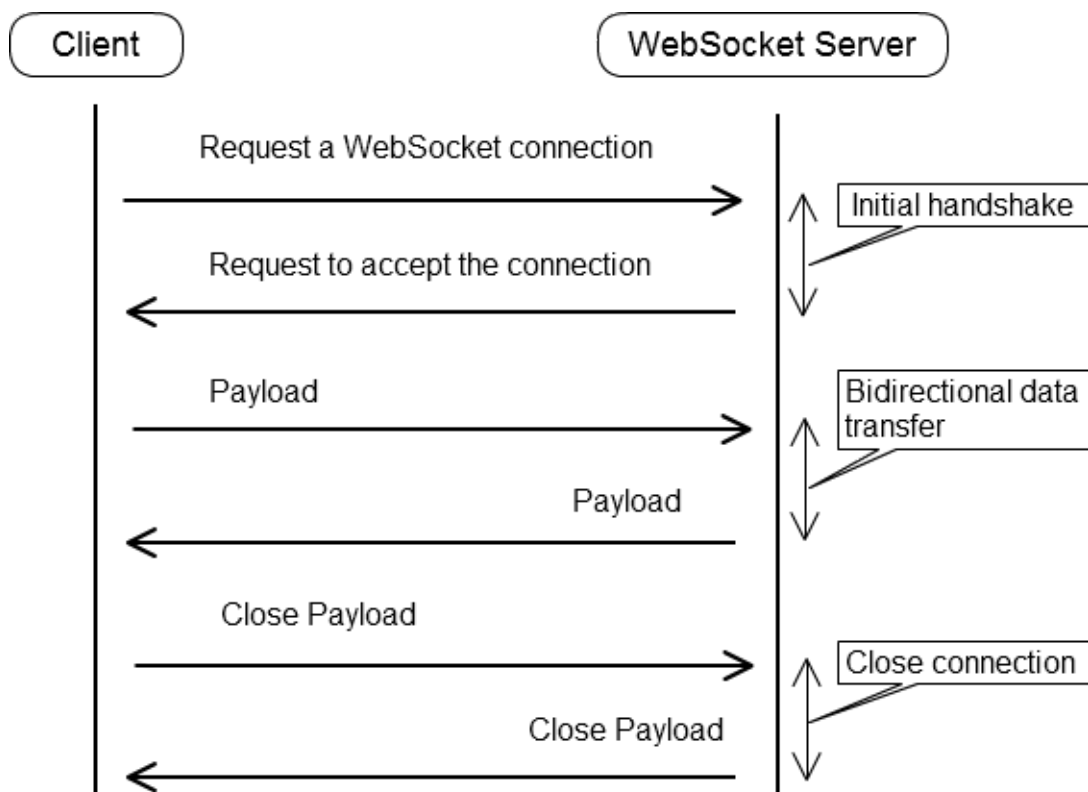 Client
WebSocket Server
Request a WebSocket connection
Initial handshake
Request to accept the connection
Payload
Bidirectional data
transfer
Payload
Close Payload
Close connection
Close Payload